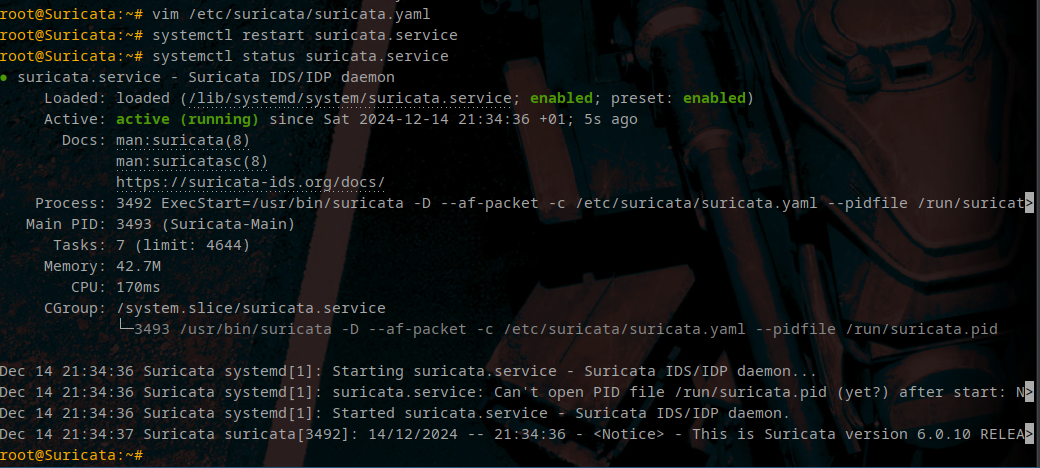 root@Suricata:~# vim /etc/suricata/suricata.yaml
root@Suricata:~# systemctl restart suricata.service
root@Suricata:~# systemctl status suricata.service
● suricata.service - Suricata IDS/IDP daemon
     Loaded: loaded (/lib/systemd/system/suricata.service; enabled; preset: enabled)
     Active: active (running) since Sat 2024-12-14 21:34:36 +01; 5s ago
       Docs: man:suricata(8)
             man:suricatasc(8)
             https://suricata-ids.org/docs/
    Process: 3492 ExecStart=/usr/bin/suricata -D --af-packet -c /etc/suricata/suricata.yaml --pidfile /run/suricat>
   Main PID: 3493 (Suricata-Main)
      Tasks: 7 (limit: 4644)
     Memory: 42.7M
        CPU: 170ms
     CGroup: /system.slice/suricata.service
             └─3493 /usr/bin/suricata -D --af-packet -c /etc/suricata/suricata.yaml --pidfile /run/suricata.pid
Dec 14 21:34:36 Suricata systemd[1]: Starting suricata.service - Suricata IDS/IDP daemon...
Dec 14 21:34:36 Suricata systemd[1]: suricata.service: Can't open PID file /run/suricata.pid (yet?) after start: N>
Dec 14 21:34:36 Suricata systemd[1]: Started suricata.service - Suricata IDS/IDP daemon.
Dec 14 21:34:37 Suricata suricata[3492]: 14/12/2024 -- 21:34:36 - <Notice> - This is Suricata version 6.0.10 RELEA>
root@Suricata:~#